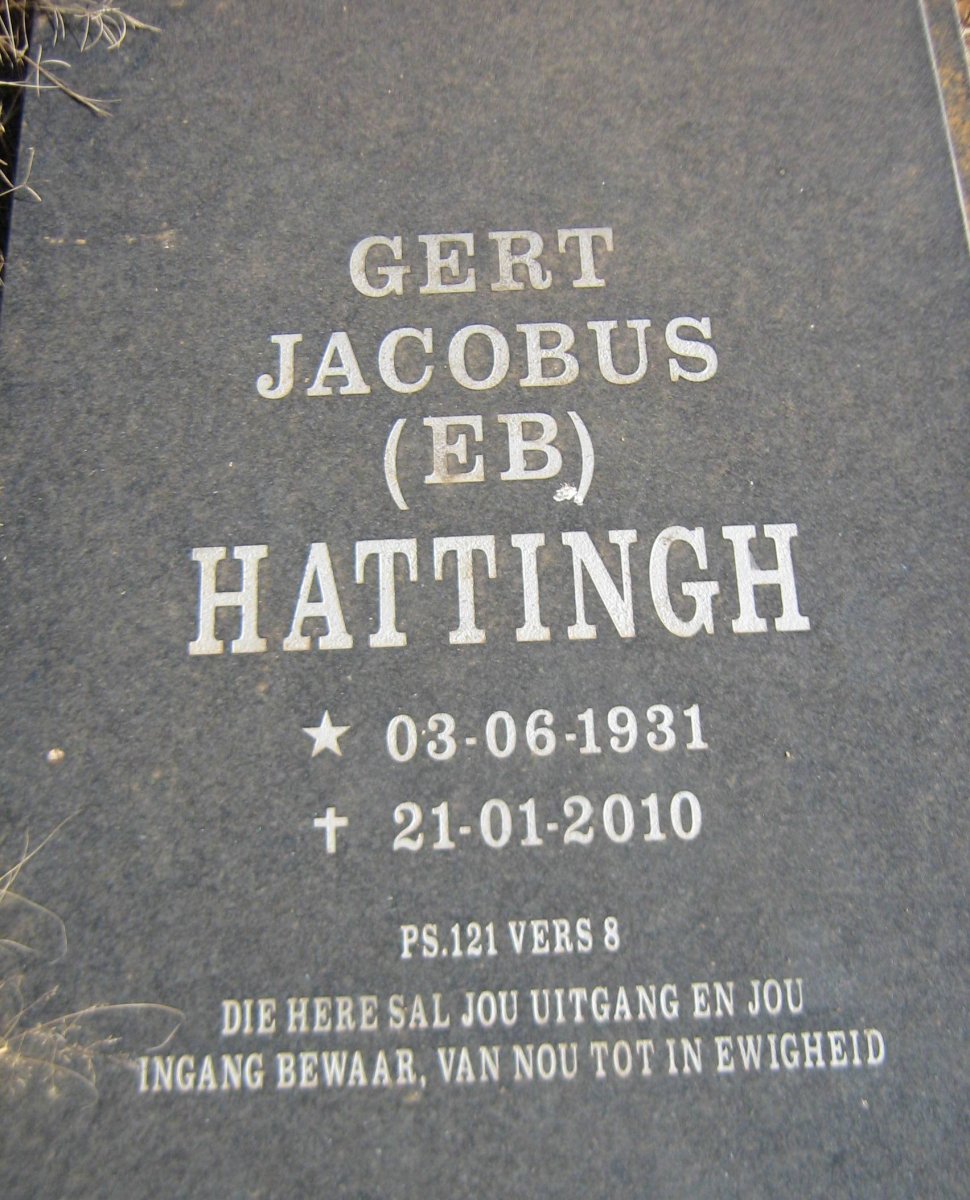 GERT
JACOBUS
(EB)
HATTINGH
★ 03-06-1931
✝ 21-01-2010
PS.121 VERS 8
DIE HERE SAL JOU UITGANG EN JOU
INGANG BEWAAR, VAN NOU TOT IN EWIGHEID